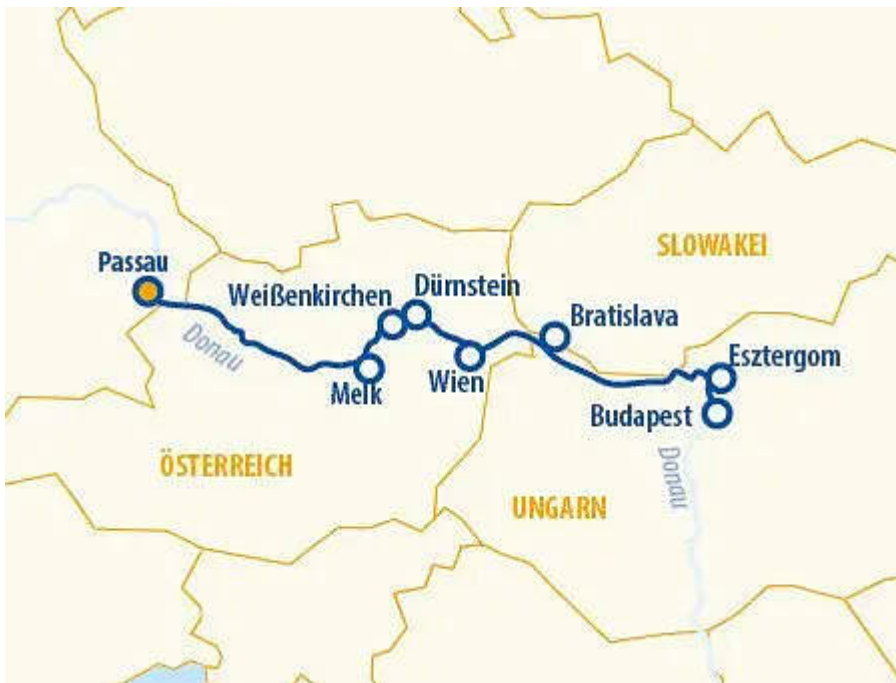 SLOWAKEI
Passau
Weißenkirchen
Dürnstein
Bratislava
Donau
Melk
Wien
Esztergom
Budapest
ÖSTERREICH
UNGARN
Donau